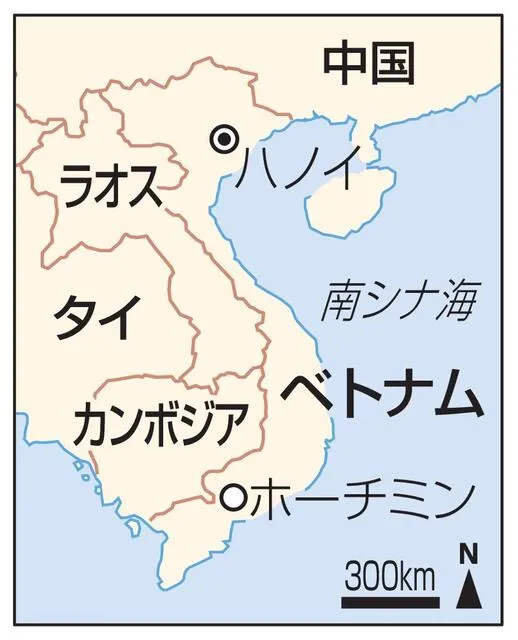 中国
ハノイ
ラオス
南シナ海
タイ
ベトナム
カンボジア
ホーチミン
300km
N